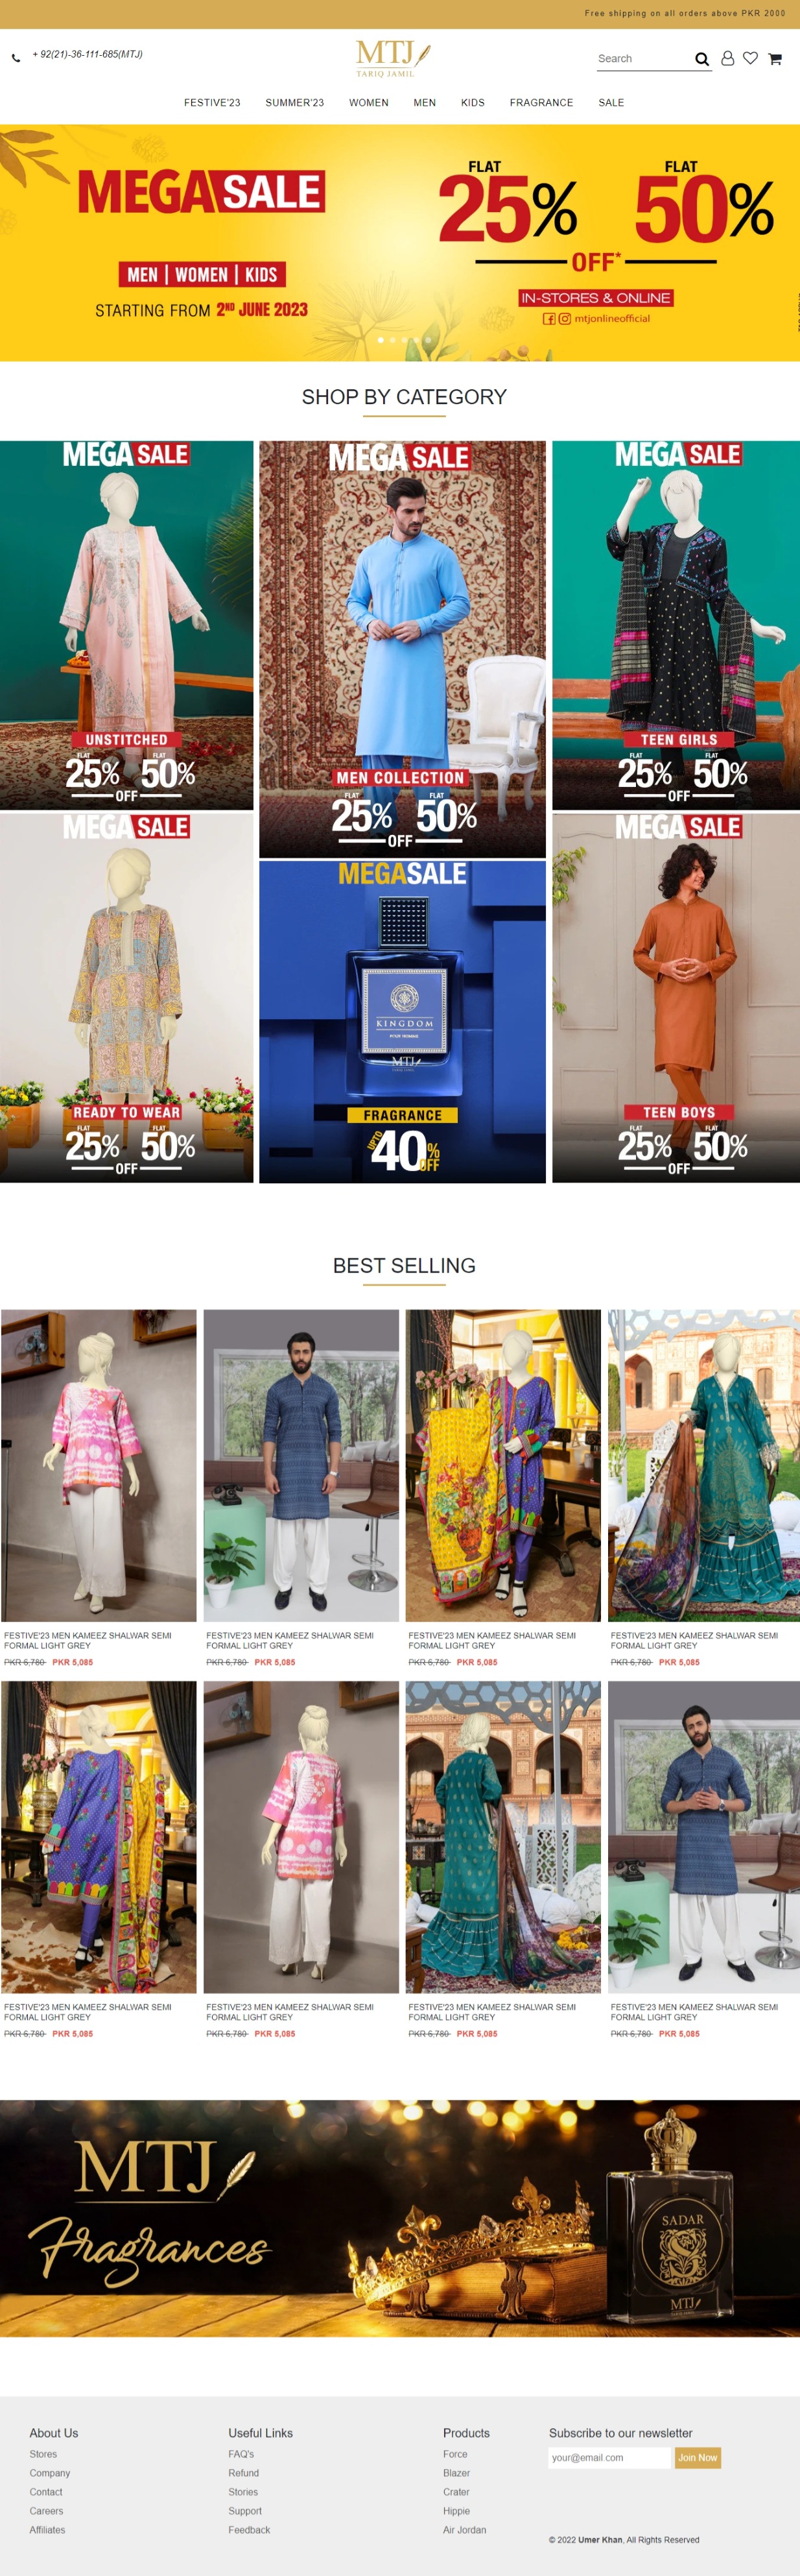 Free shipping on all orders above PKR 2000
+ 92(21)-36-111-685(MTJ)
MTJ
TARIQ JAMIL
Search
FESTIVE'23 SUMMER'23 WOMEN MEN KIDS FRAGRANCE SALE
MEGA SALE
MEN | WOMEN | KIDS
STARTING FROM 2ND JUNE 2023
FLAT FLAT
25% 50%
OFF*
IN-STORES & ONLINE
mtjonlineofficial
SHOP BY CATEGORY
MEGA SALE
UNSTITCHED
FLAT FLAT
25% 50%
OFF
MEGA SALE
MEN COLLECTION
FLAT FLAT
25% 50%
OFF
MEGA SALE
TEEN GIRLS
FLAT FLAT
25% 50%
OFF
MEGA SALE
READY TO WEAR
FLAT FLAT
25% 50%
OFF
MEGASALE
KINGDOM
POUR HOMME
MTJ
FRAGRANCE
UPTO 40% OFF
MEGA SALE
TEEN BOYS
FLAT FLAT
25% 50%
OFF
BEST SELLING
FESTIVE'23 MEN KAMEEZ SHALWAR SEMI
FORMAL LIGHT GREY
PKR 6,780 PKR 5,085
FESTIVE'23 MEN KAMEEZ SHALWAR SEMI
FORMAL LIGHT GREY
PKR 6,780 PKR 5,085
FESTIVE'23 MEN KAMEEZ SHALWAR SEMI
FORMAL LIGHT GREY
PKR 6,780 PKR 5,085
FESTIVE'23 MEN KAMEEZ SHALWAR SEMI
FORMAL LIGHT GREY
PKR 6,780 PKR 5,085
FESTIVE'23 MEN KAMEEZ SHALWAR SEMI
FORMAL LIGHT GREY
PKR 6,780 PKR 5,085
FESTIVE'23 MEN KAMEEZ SHALWAR SEMI
FORMAL LIGHT GREY
PKR 6,780 PKR 5,085
FESTIVE'23 MEN KAMEEZ SHALWAR SEMI
FORMAL LIGHT GREY
PKR 6,780 PKR 5,085
FESTIVE'23 MEN KAMEEZ SHALWAR SEMI
FORMAL LIGHT GREY
PKR 6,780 PKR 5,085
MTJ
Fragrances
SADAR
MTJ
About Us
Stores
Company
Contact
Careers
Affiliates
Useful Links
FAQ's
Refund
Stories
Support
Feedback
Products
Force
Blazer
Crater
Hippie
Air Jordan
Subscribe to our newsletter
your@email.com Join Now
© 2022 Umer Khan, All Rights Reserved